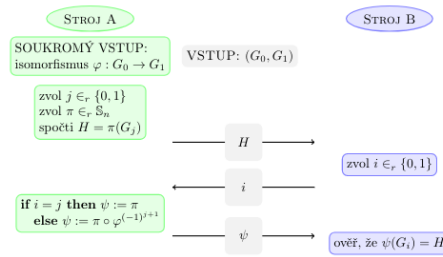 STROJ A
STROJ B
SOUKROMÝ VSTUP:
isomorfismus φ : G₀ → G₁
VSTUP: (G₀, G₁)
zvol j ∈ᵣ {0, 1}
zvol π ∈ᵣ 𝕊ₙ
spočti H = π(Gⱼ)
H
zvol i ∈ᵣ {0, 1}
i
if i = j then ψ := π
else ψ := π ∘ φ^{(−1)^{j+1}}
ψ
ověř, že ψ(Gᵢ) = H